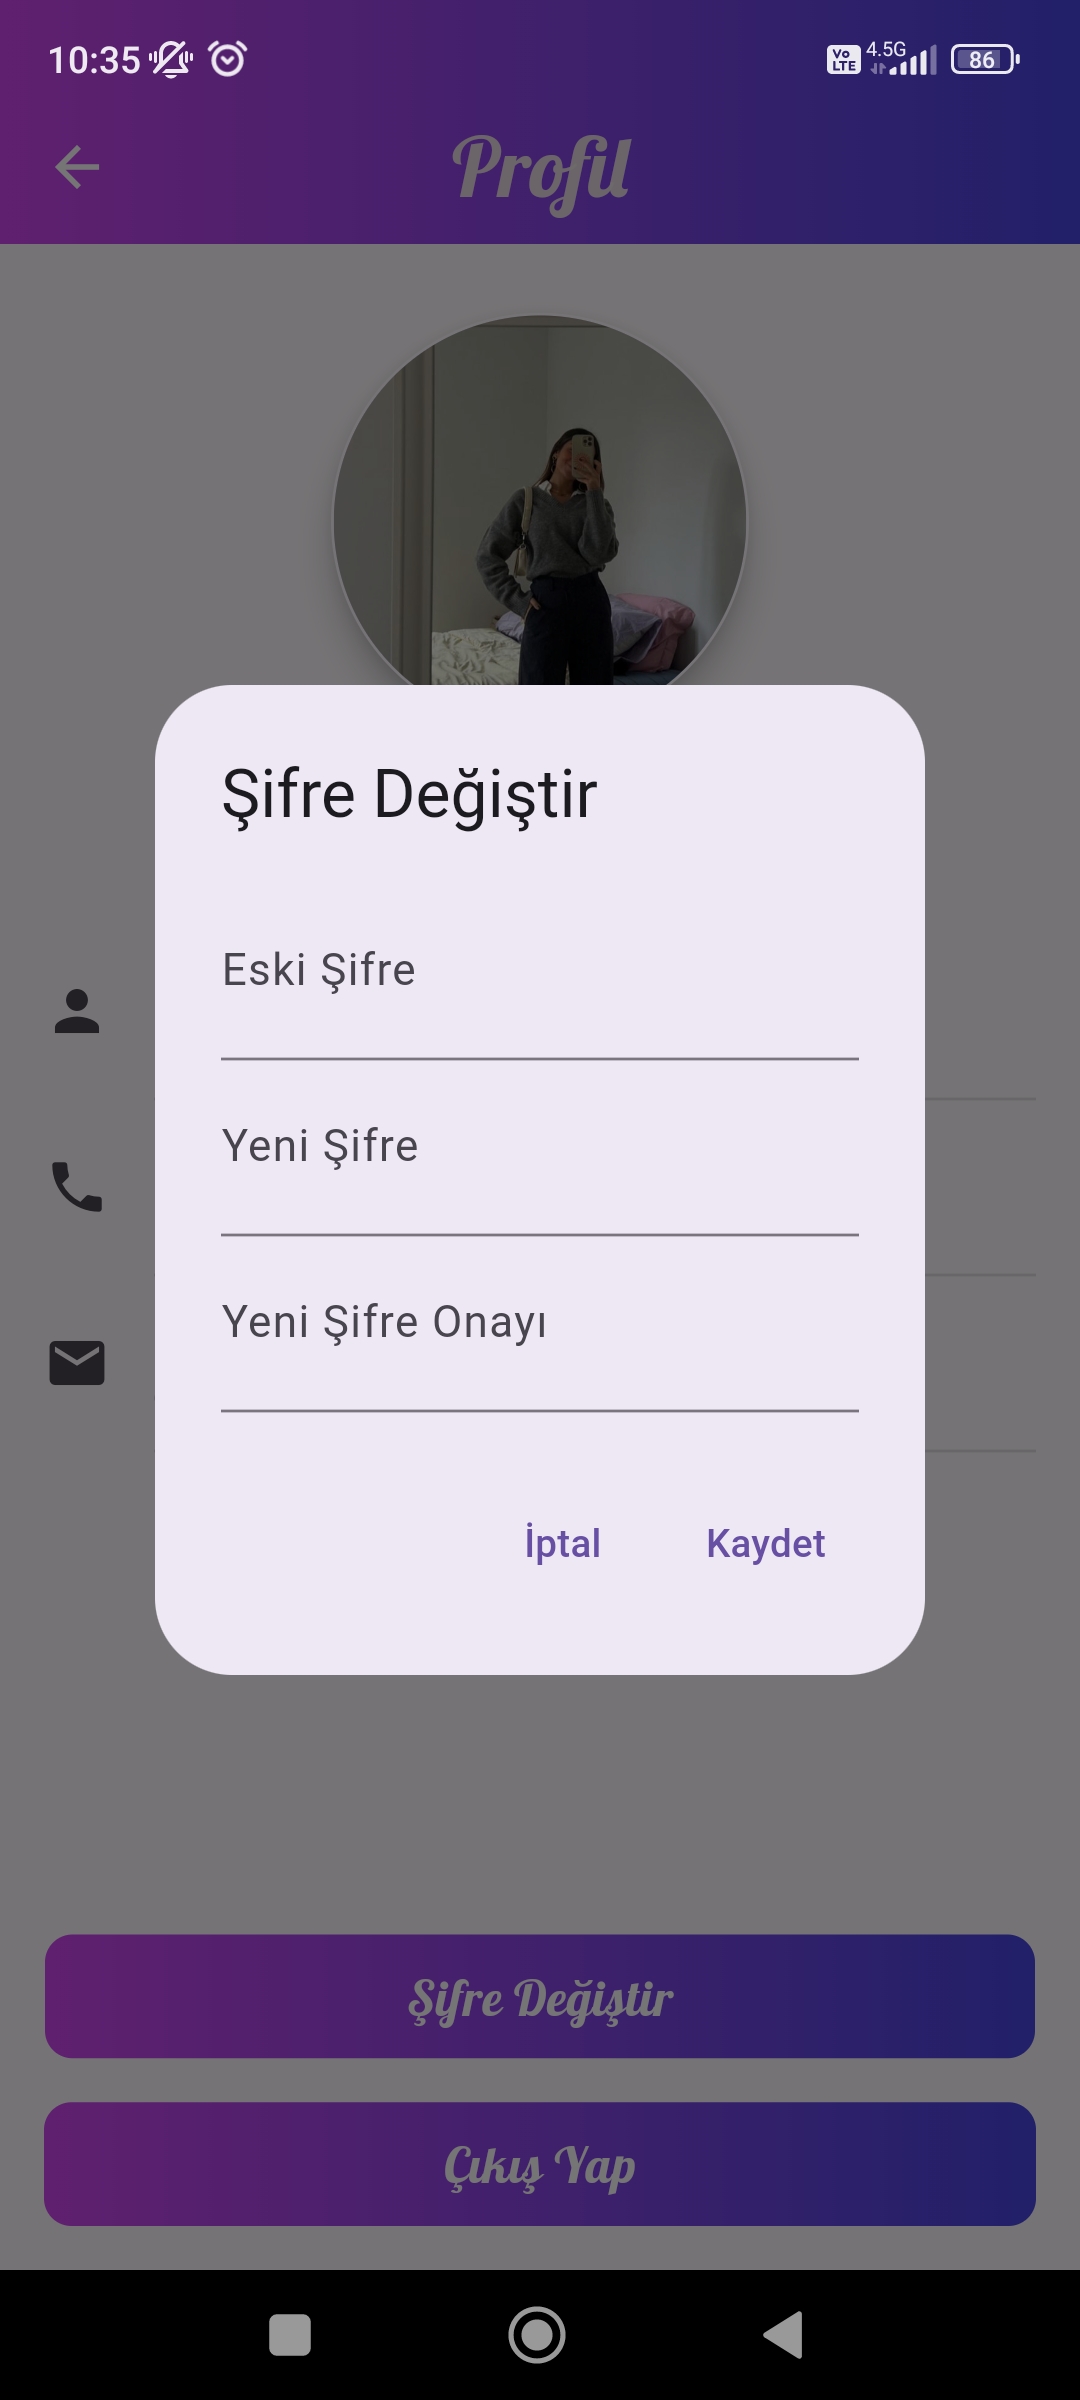 10:35 Vo LTE 4.5G 86
Profil
Şifre Değiştir
Eski Şifre
Yeni Şifre
Yeni Şifre Onayı
İptal Kaydet
Şifre Değiştir
Çıkış Yap